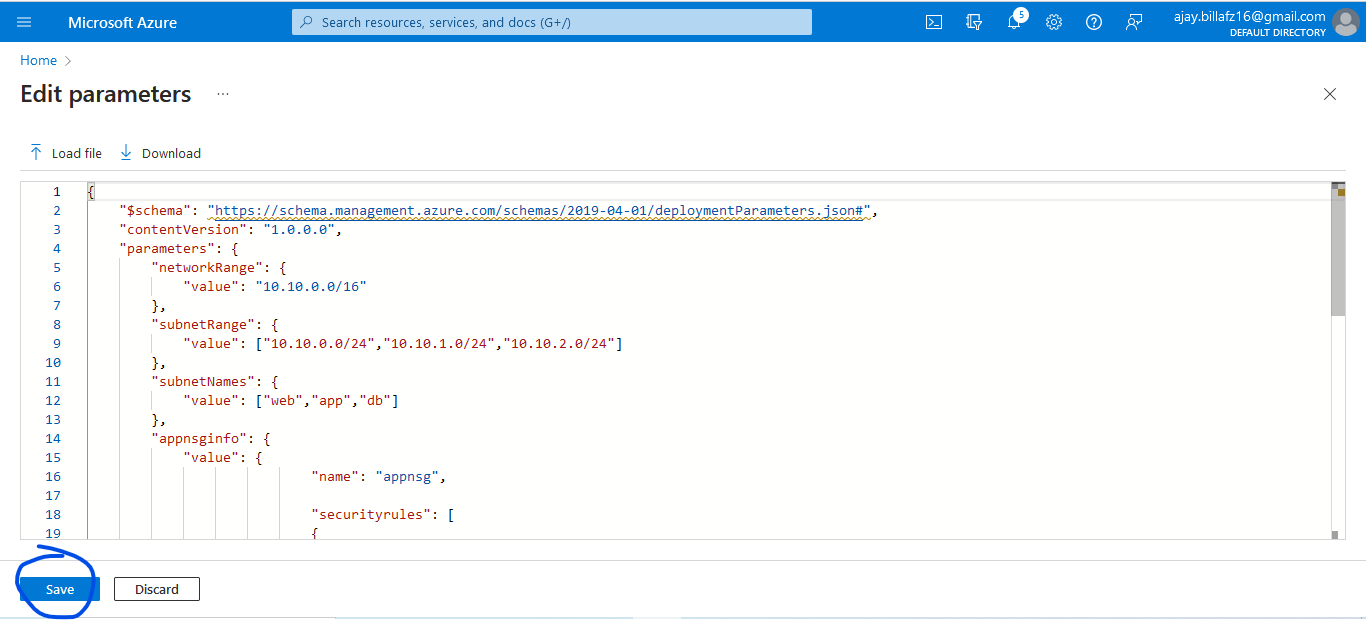 Microsoft Azure
Search resources, services, and docs (G+/)
5
ajay.billafz16@gmail.com
DEFAULT DIRECTORY
Home >
Edit parameters ...
Load file
Download
1 {
2 "$schema": "https://schema.management.azure.com/schemas/2019-04-01/deploymentParameters.json#",
3 "contentVersion": "1.0.0.0",
4 "parameters": {
5 "networkRange": {
6 "value": "10.10.0.0/16"
7 },
8 "subnetRange": {
9 "value": ["10.10.0.0/24","10.10.1.0/24","10.10.2.0/24"]
10 },
11 "subnetNames": {
12 "value": ["web","app","db"]
13 },
14 "appnsginfo": {
15 "value": {
16 "name": "appnsg",
17
18 "securityrules": [
19 {
Save
Discard